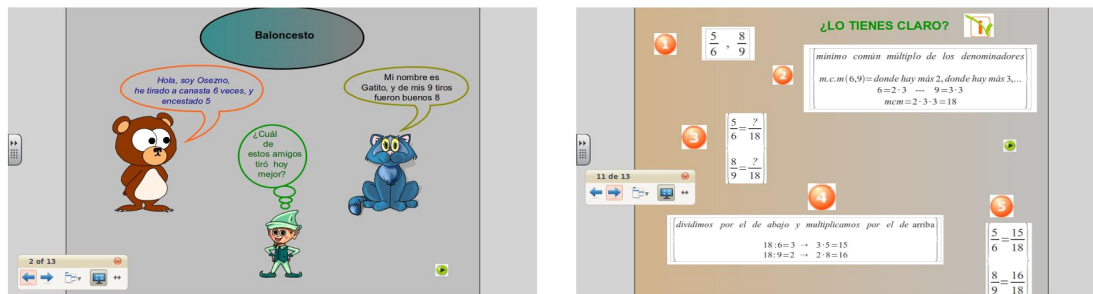 Baloncesto
Hola, soy Osezno,
he tirado a canasta 6 veces, y
encestado 5
Mi nombre es
Gatito, y de mis 9 tiros
fueron buenos 8
¿Cuál
de
estos amigos
tiró hoy
mejor?
2 of 13
¿LO TIENES CLARO?
1
5/6 , 8/9
2
mínimo común múltiplo de los denominadores
m.c.m(6,9)=donde hay más 2, donde hay más 3,...
6=2·3 --- 9=3·3
mcm=2·3·3=18
3
5/6=?/18
8/9=?/18
11 de 13
4
dividimos por el de abajo y multiplicamos por el de arriba
18:6=3 → 3·5=15
18:9=2 → 2·8=16
5
5/6=15/18
8/9=16/18